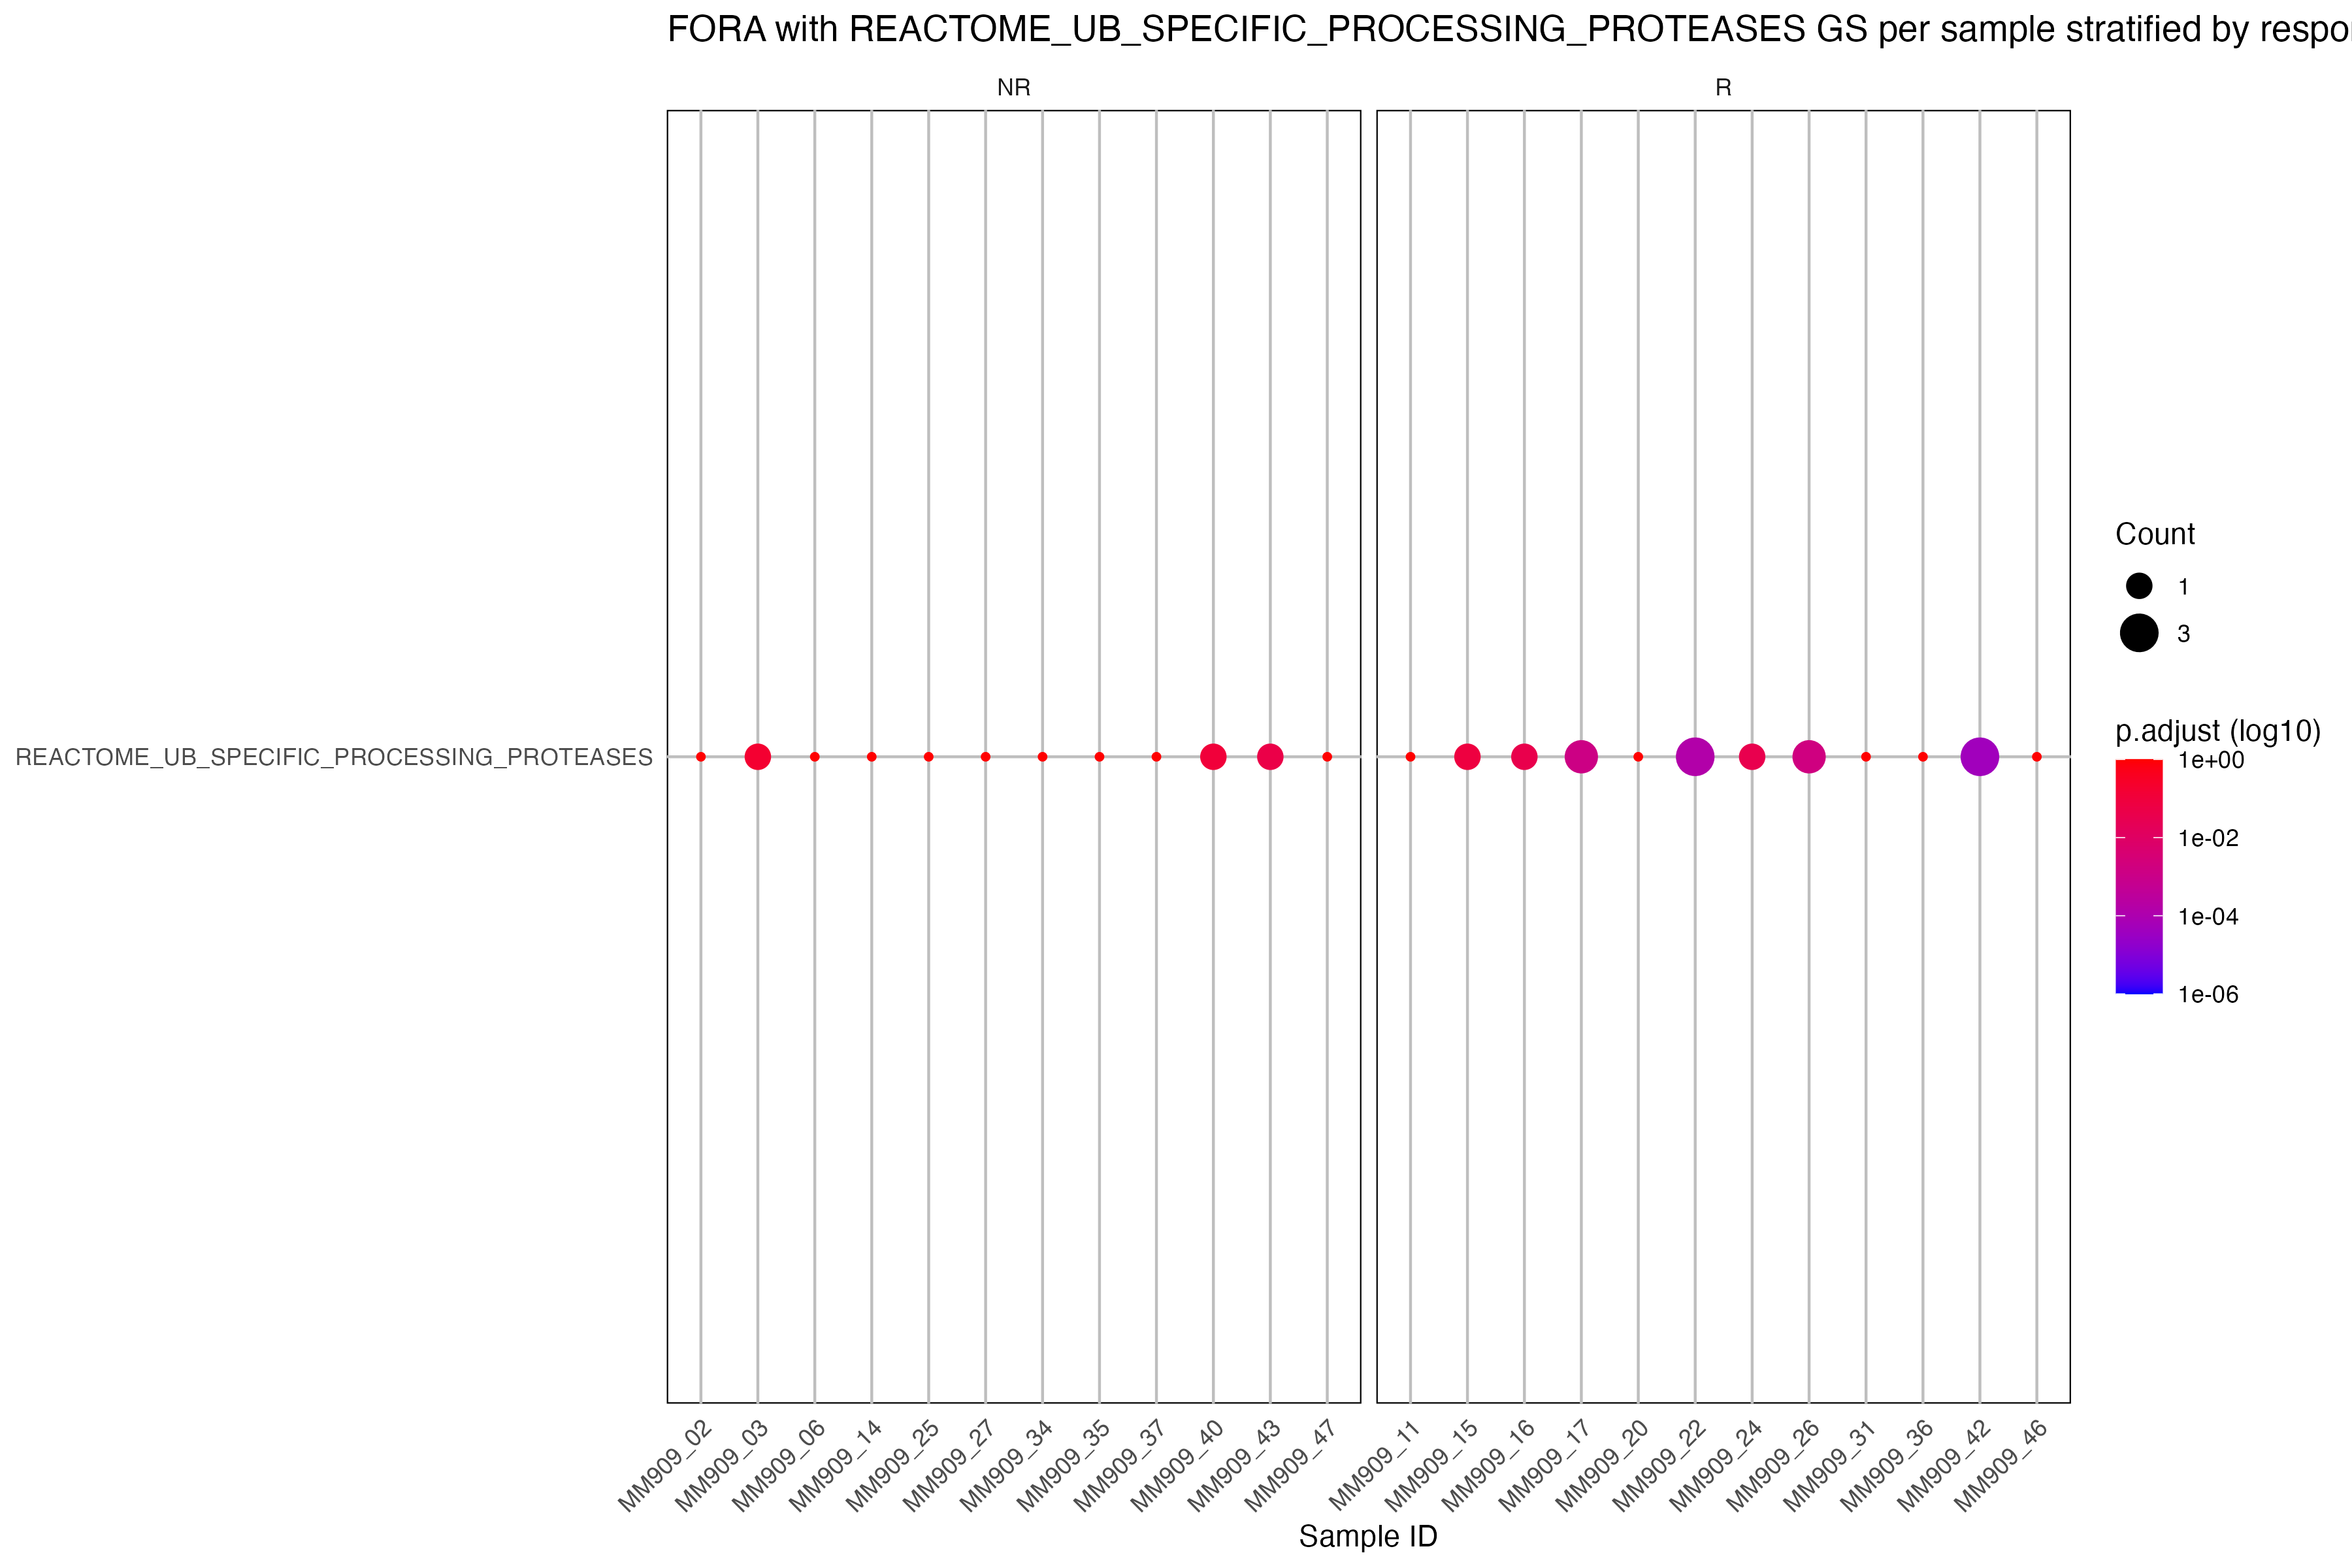 FORA with REACTOME_UB_SPECIFIC_PROCESSING_PROTEASES GS per sample stratified by respo
NR
R
REACTOME_UB_SPECIFIC_PROCESSING_PROTEASES
Count
1
3
p.adjust (log10)
1e+00
1e-02
1e-04
1e-06
MM909_02
MM909_03
MM909_06
MM909_14
MM909_25
MM909_27
MM909_34
MM909_35
MM909_37
MM909_40
MM909_43
MM909_47
MM909_11
MM909_15
MM909_16
MM909_17
MM909_20
MM909_22
MM909_24
MM909_26
MM909_31
MM909_36
MM909_42
MM909_46
Sample ID